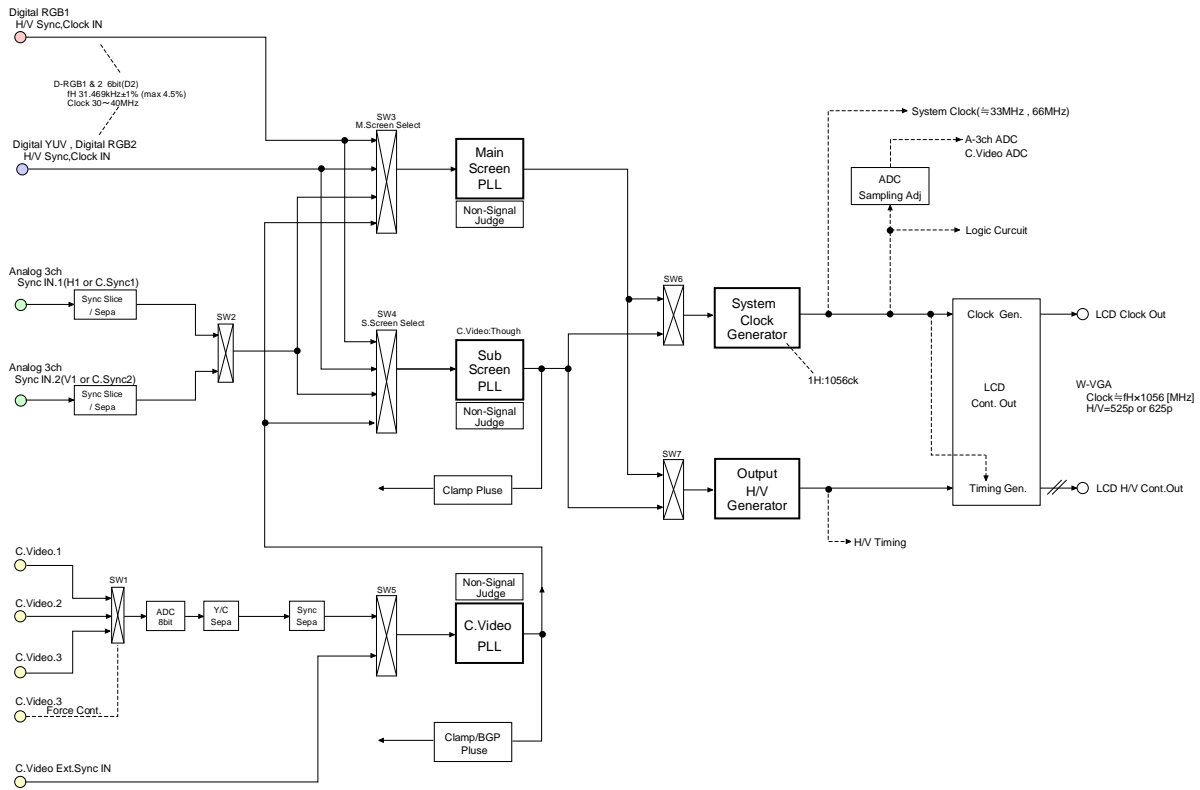 Digital RGB1
H/V Sync,Clock IN
D-RGB1 & 2  6bit(D2)
fH 31.469kHz±1% (max 4.5%)
Clock 30～40MHz
Digital YUV , Digital RGB2
H/V Sync,Clock IN
SW3
M.Screen Select
Main
Screen
PLL
Non-Signal
Judge
System Clock(≒33MHz , 66MHz)
A-3ch ADC
C.Video ADC
ADC
Sampling Adj
Logic Curcuit
Analog 3ch
Sync IN.1(H1 or C.Sync1)
Sync Slice
/ Sepa
SW2
Analog 3ch
Sync IN.2(V1 or C.Sync2)
Sync Slice
/ Sepa
SW4
S.Screen Select
C.Video:Though
Sub
Screen
PLL
Non-Signal
Judge
Clamp Pluse
SW6
System
Clock
Generator
1H:1056ck
SW7
Output
H/V
Generator
H/V Timing
Clock Gen.
LCD
Cont. Out
Timing Gen.
LCD Clock Out
W-VGA
Clock≒fH×1056 [MHz]
H/V=525p or 625p
LCD H/V Cont.Out
C.Video.1
C.Video.2
C.Video.3
C.Video.3
Force Cont.
C.Video Ext.Sync IN
SW1
ADC
8bit
Y/C
Sepa
Sync
Sepa
SW5
Non-Signal
Judge
C.Video
PLL
Clamp/BGP
Pluse